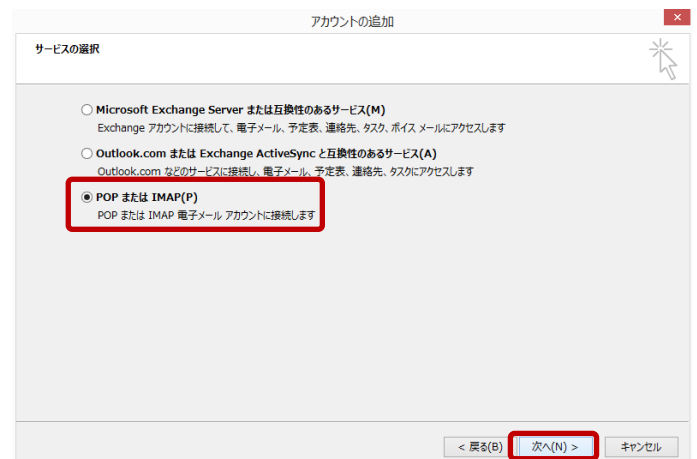 アカウントの追加
×
サービスの選択
Microsoft Exchange Server または互換性のあるサービス(M)
Exchange アカウントに接続して、電子メール、予定表、連絡先、タスク、ボイス メールにアクセスします
Outlook.com または Exchange ActiveSync と互換性のあるサービス(A)
Outlook.com などのサービスに接続し、電子メール、予定表、連絡先、タスクにアクセスします
POP または IMAP(P)
POP または IMAP 電子メール アカウントに接続します
< 戻る(B) 次へ(N) > キャンセル